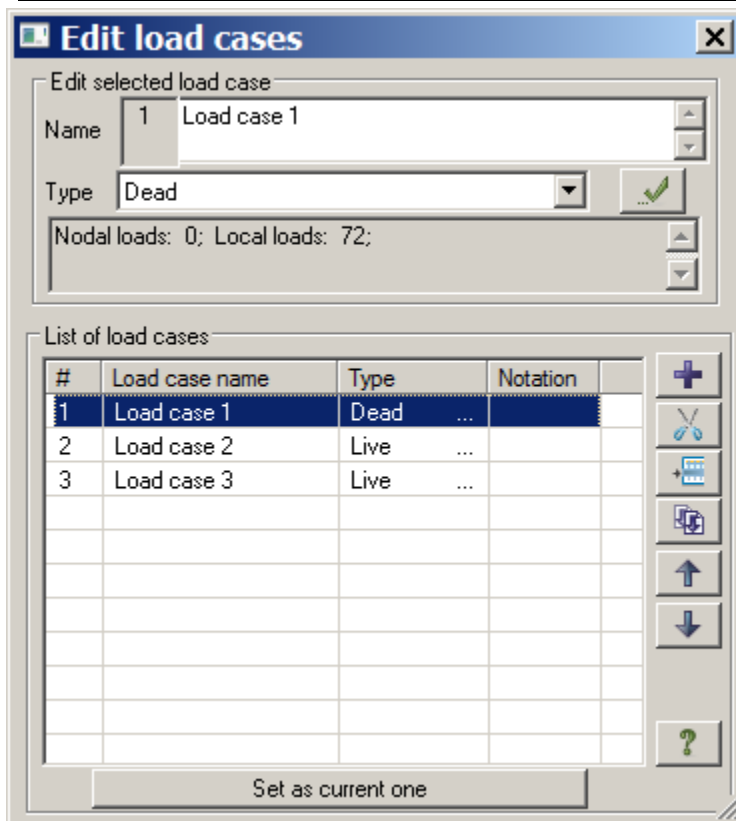 Edit load cases
Edit selected load case
Name 1 Load case 1
Type Dead
Nodal loads: 0; Local loads: 72;
List of load cases
# Load case name Type Notation
1 Load case 1 Dead ...
2 Load case 2 Live ...
3 Load case 3 Live ...
Set as current one